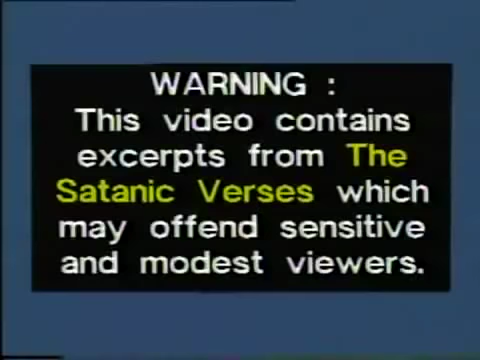 WARNING :
This video contains
excerpts from The
Satanic Verses which
may offend sensitive
and modest viewers.